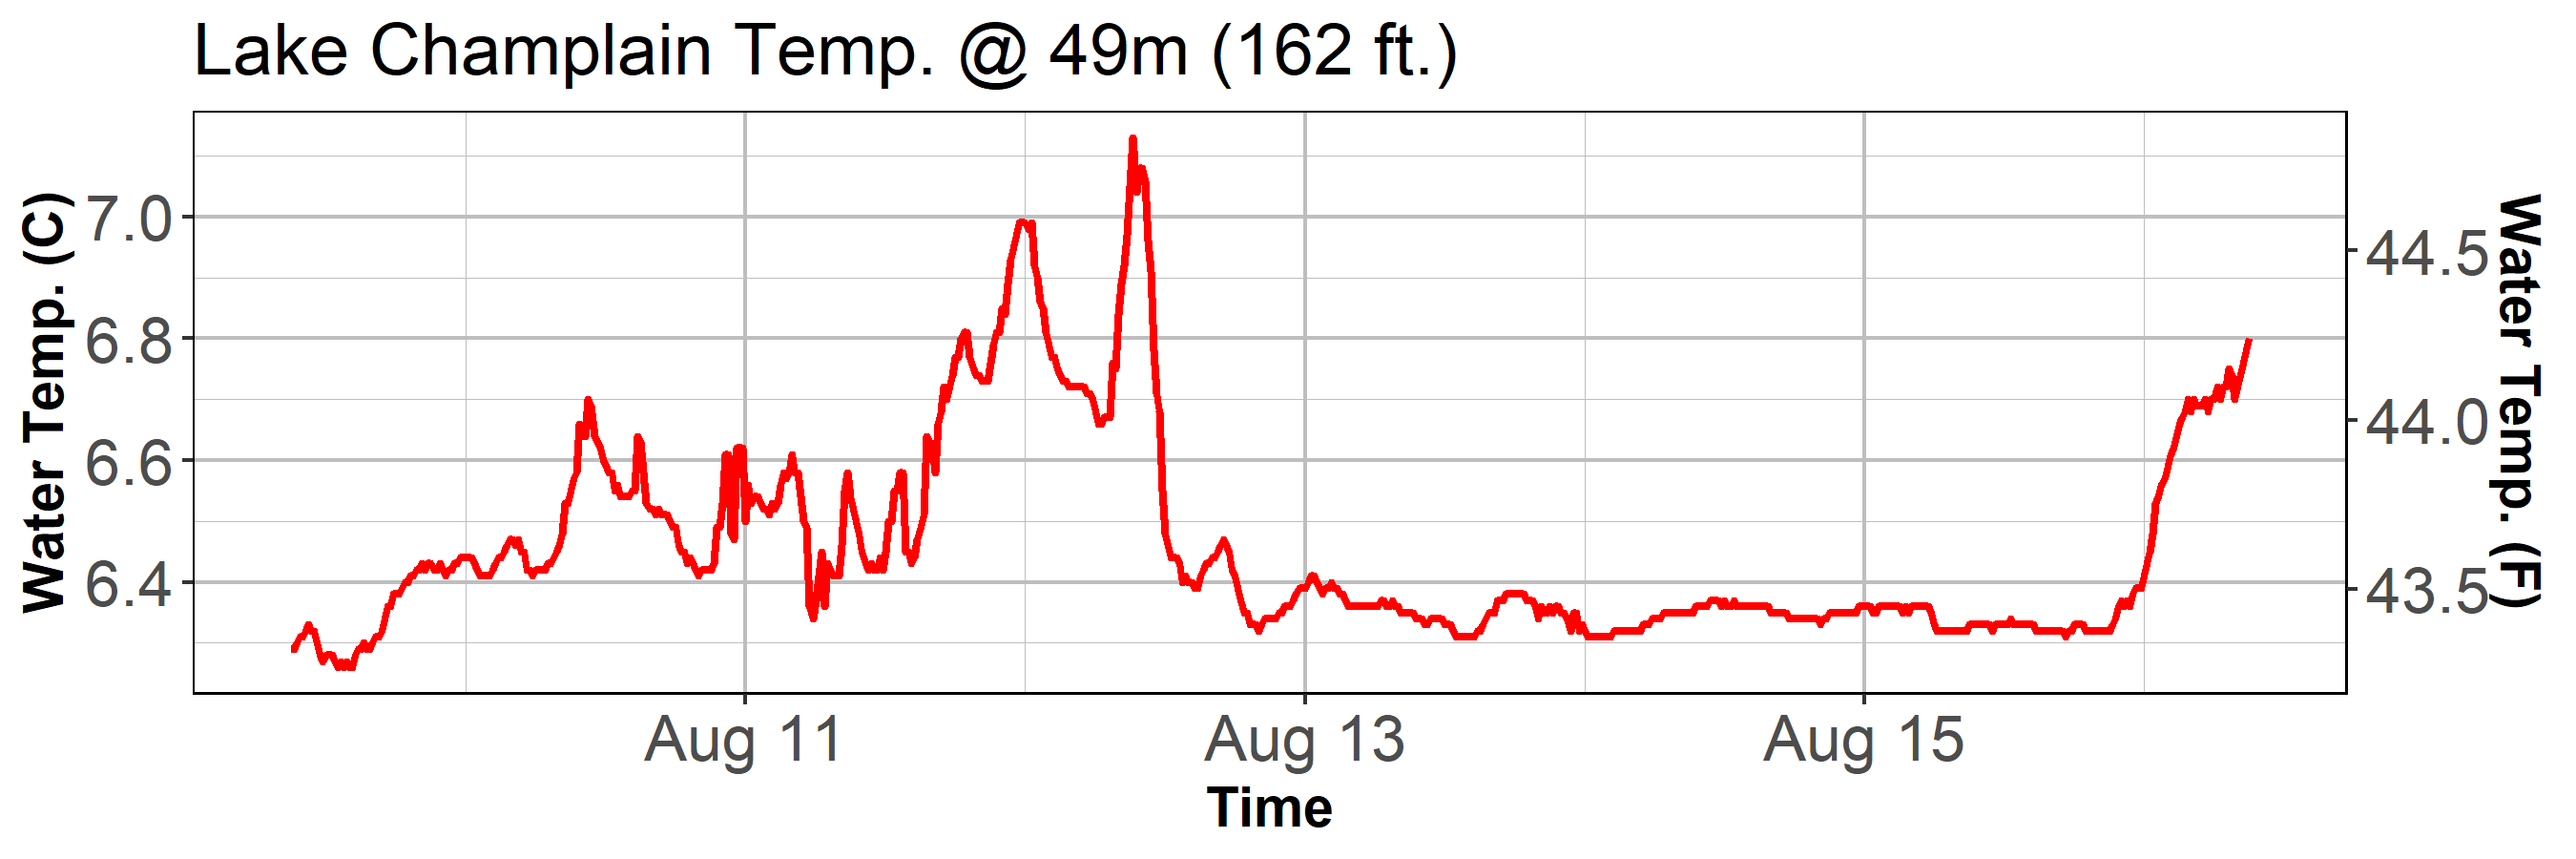 Lake Champlain Temp. @ 49m (162 ft.)
Water Temp. (C)
7.0
6.8
6.6
6.4
44.5
44.0
43.5
Water Temp. (F)
Aug 11 Aug 13 Aug 15
Time